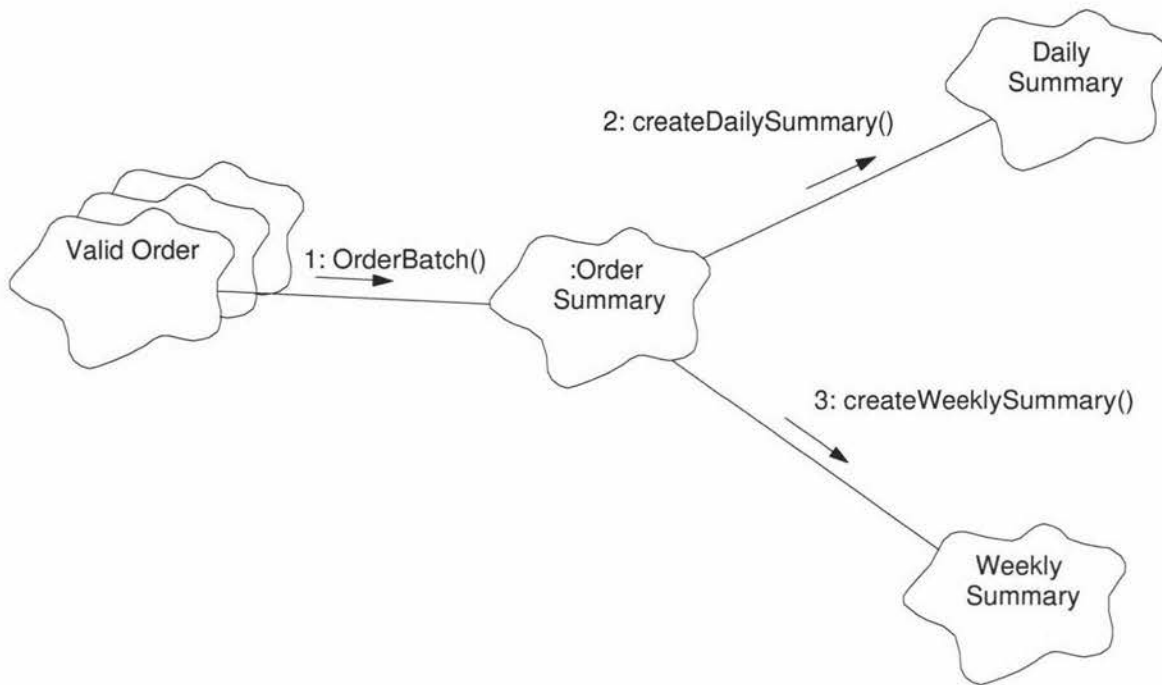 Daily
Summary
2: createDailySummary()
Valid Order
1: OrderBatch()
:Order
Summary
3: createWeeklySummary()
Weekly
Summary